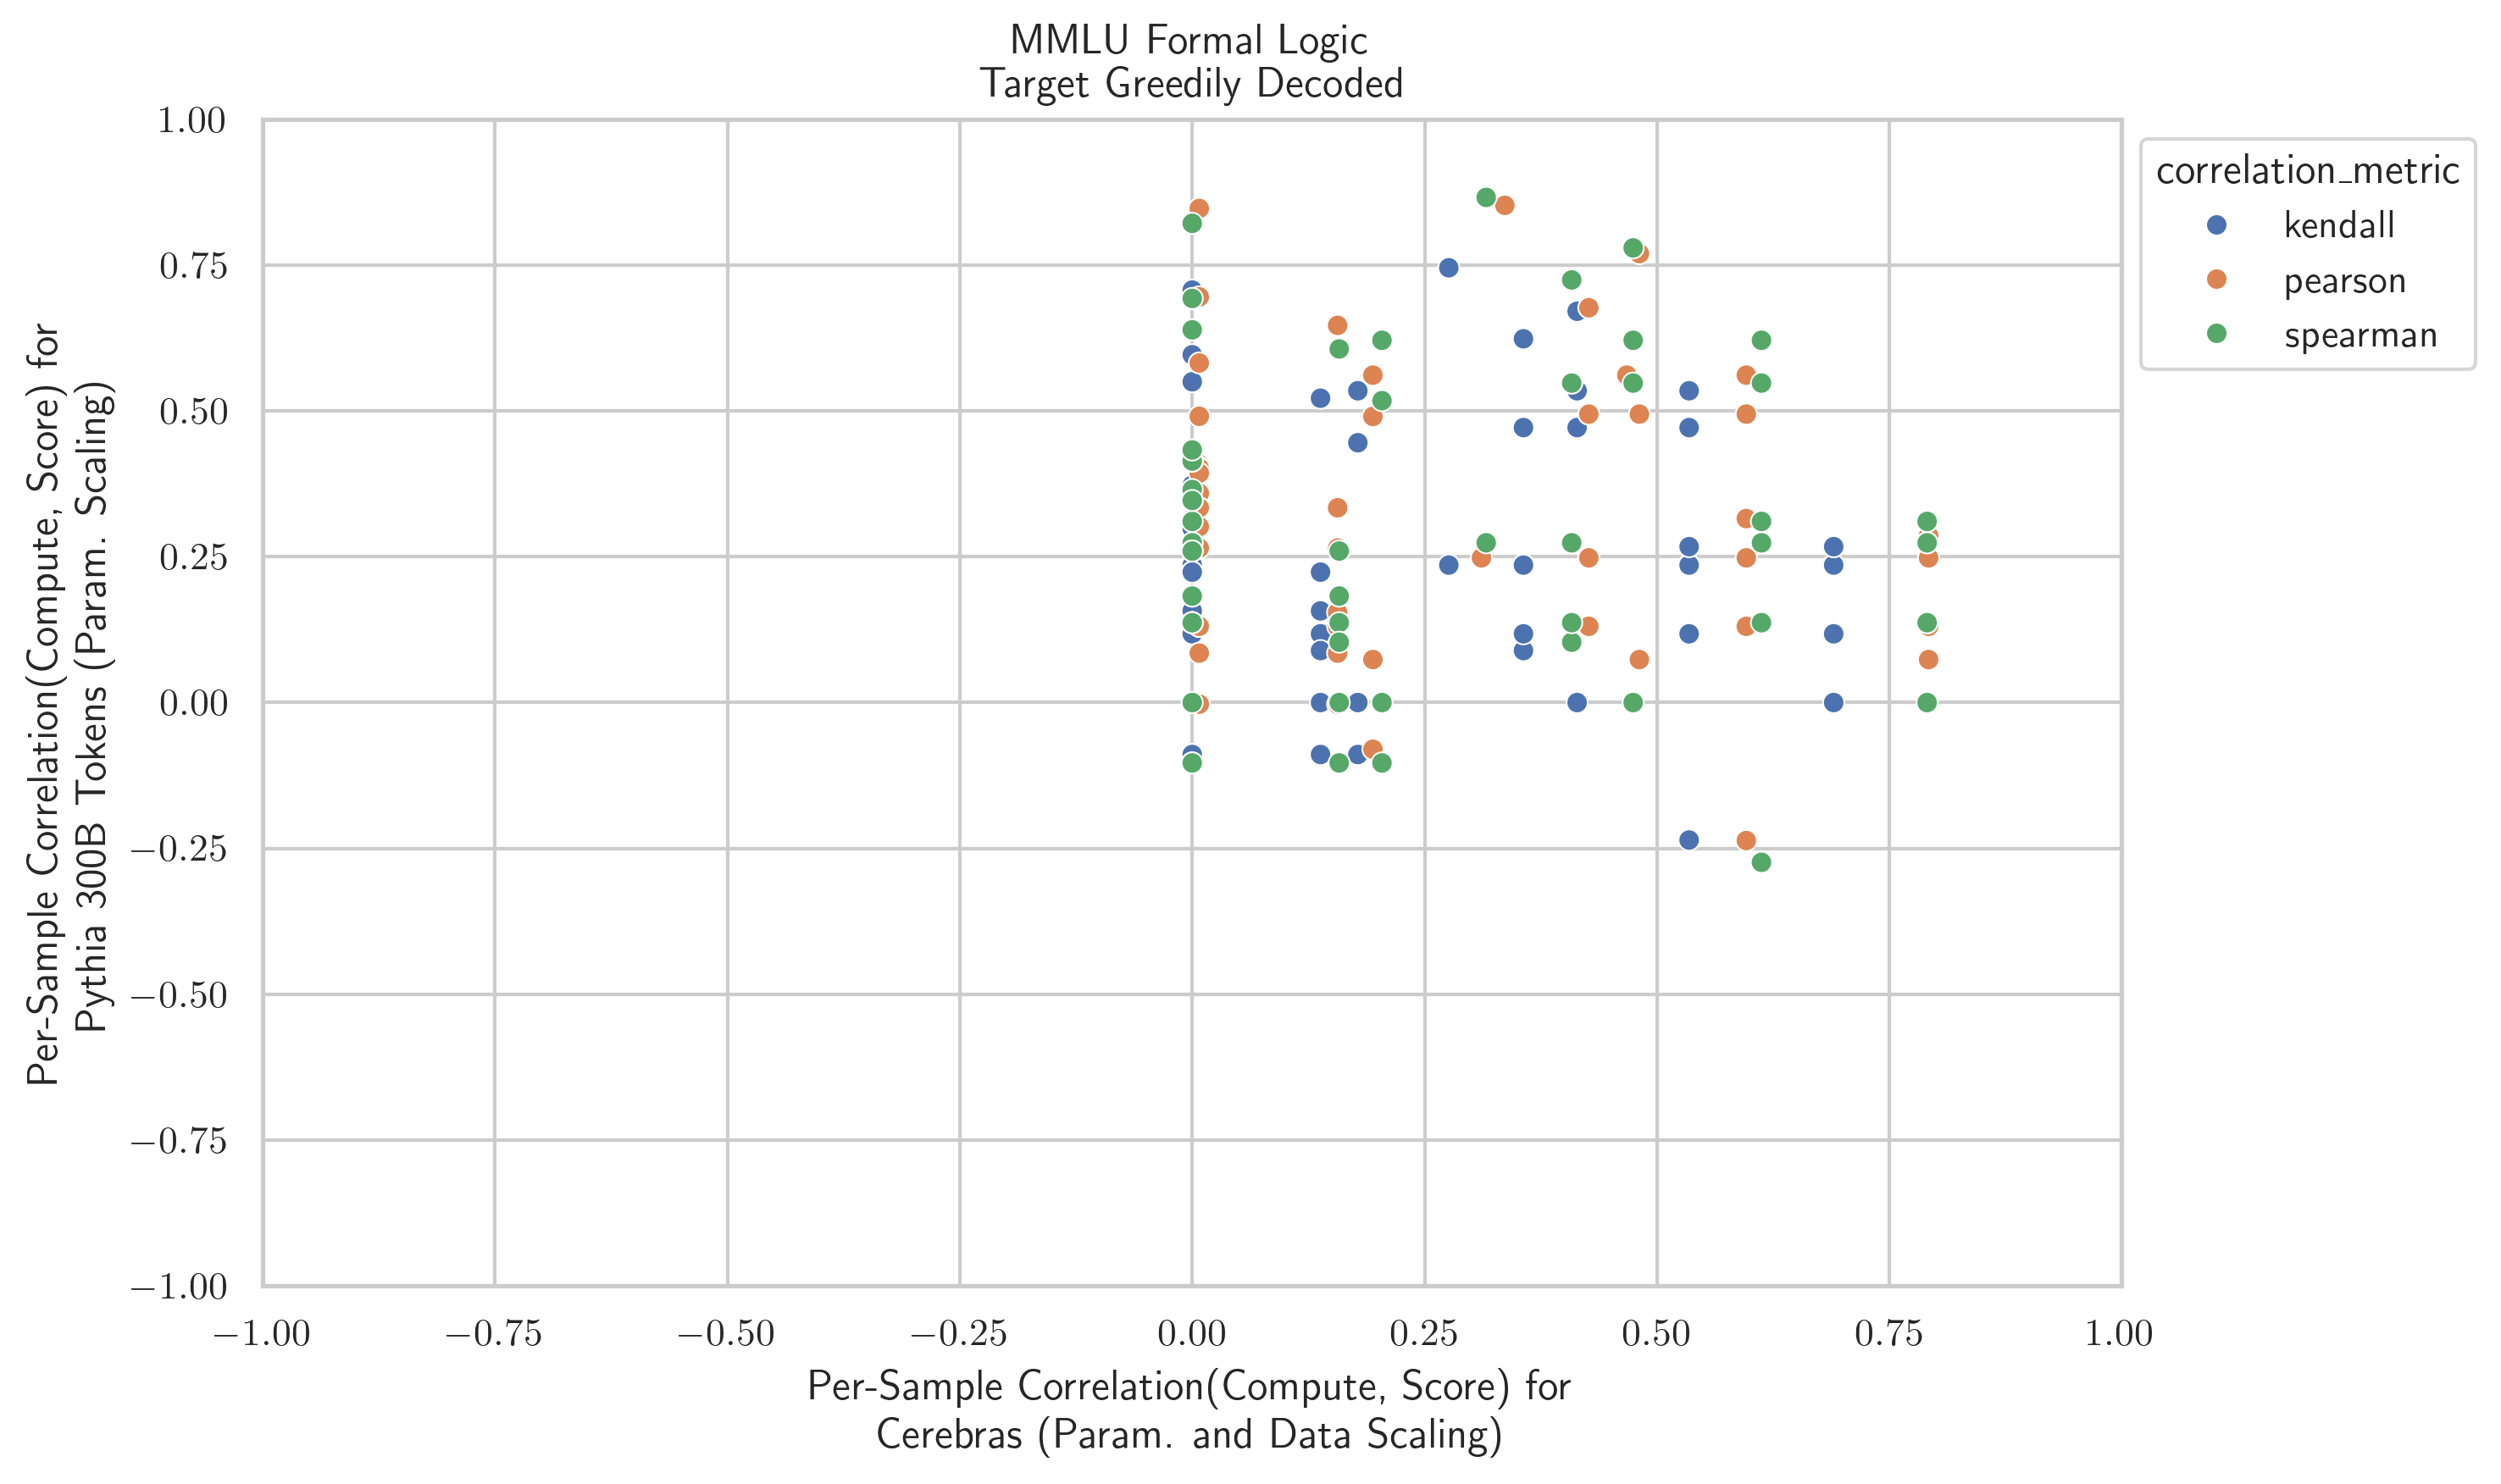 MMLU Formal Logic
Target Greedily Decoded
1.00
0.75
0.50
0.25
0.00
−0.25
−0.50
−0.75
−1.00
Per-Sample Correlation(Compute, Score) for
Pythia 300B Tokens (Param. Scaling)
correlation_metric
kendall
pearson
spearman
−1.00
−0.75
−0.50
−0.25
0.00
0.25
0.50
0.75
1.00
Per-Sample Correlation(Compute, Score) for
Cerebras (Param. and Data Scaling)